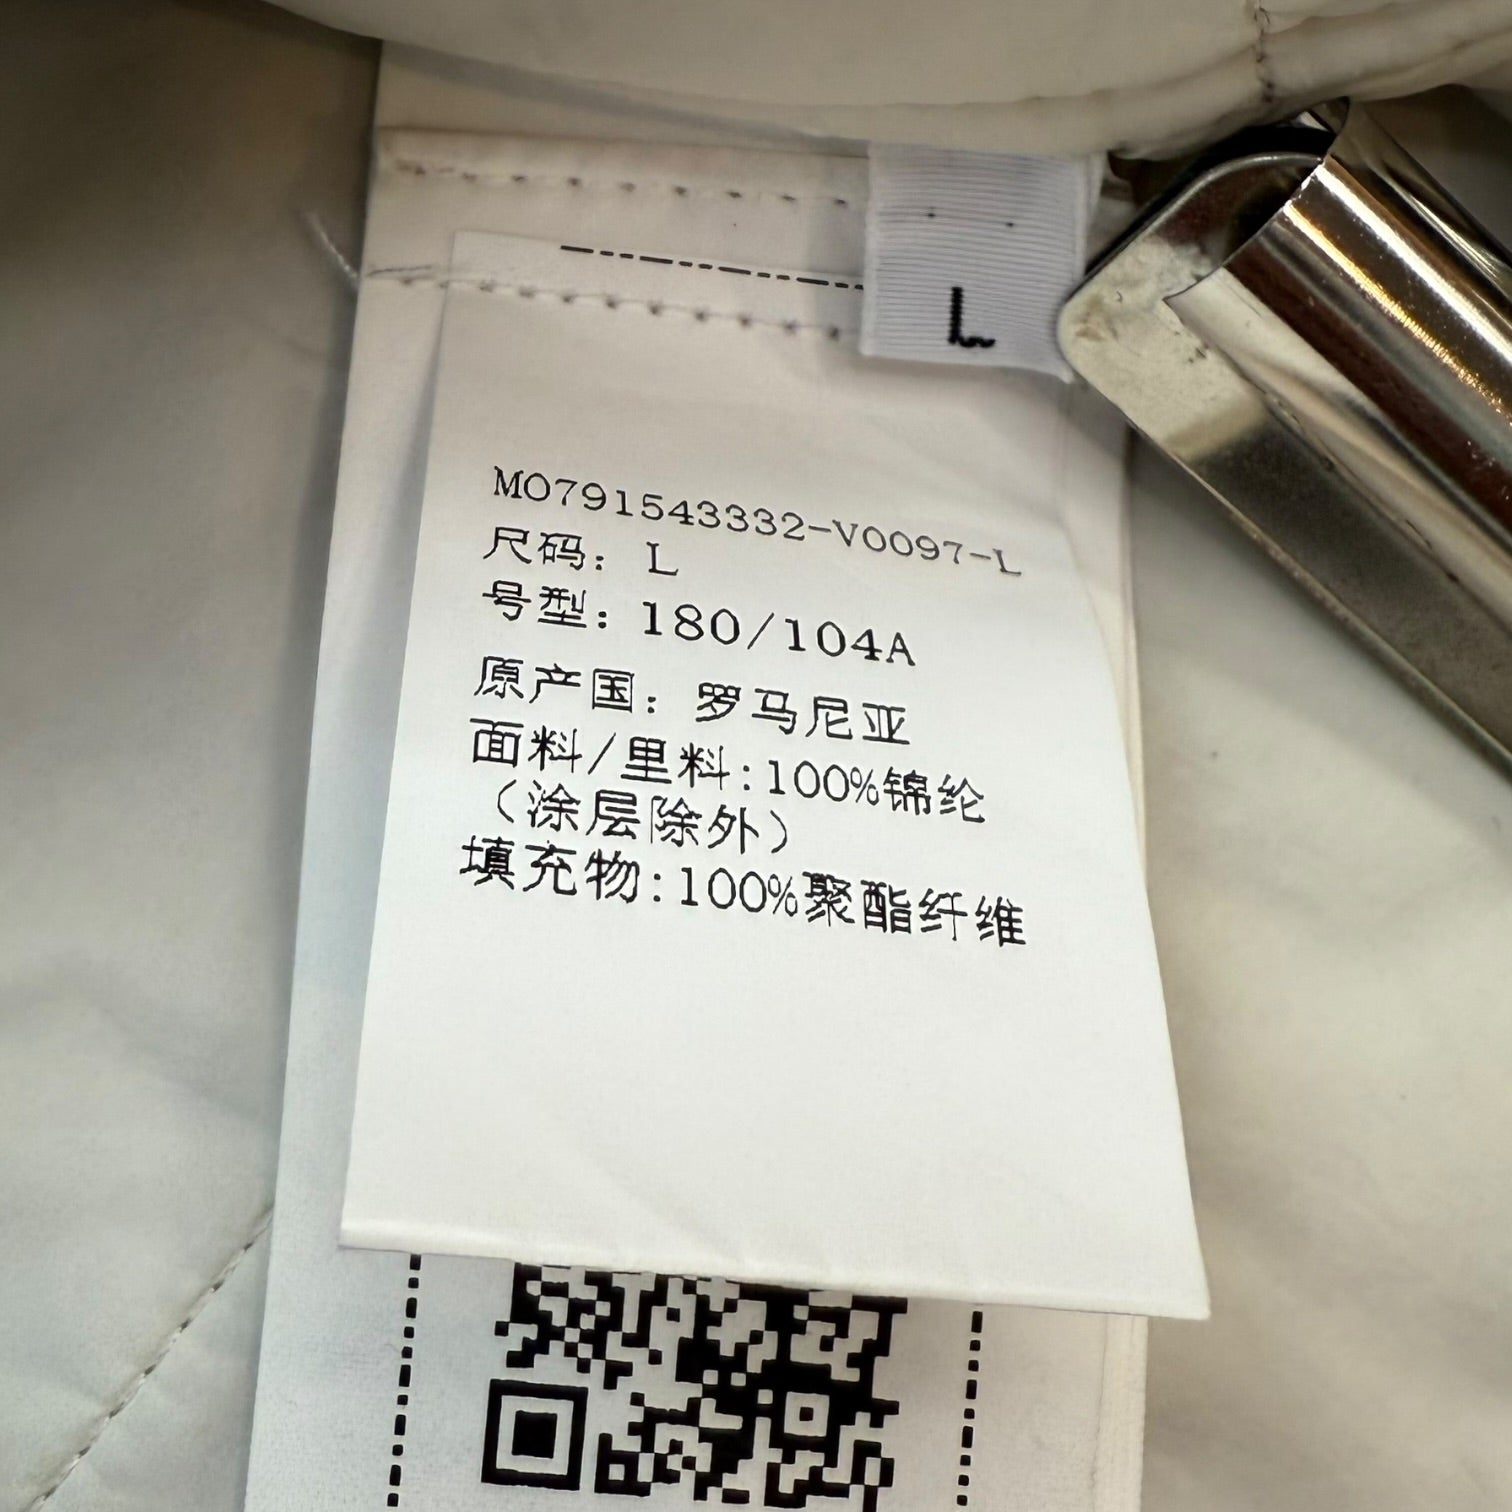 L
MO791543332-V0097-L
尺码: L
号型: 180/104A
原产国: 罗马尼亚
面料/里料:100%锦纶
(涂层除外)
填充物:100%聚酯纤维